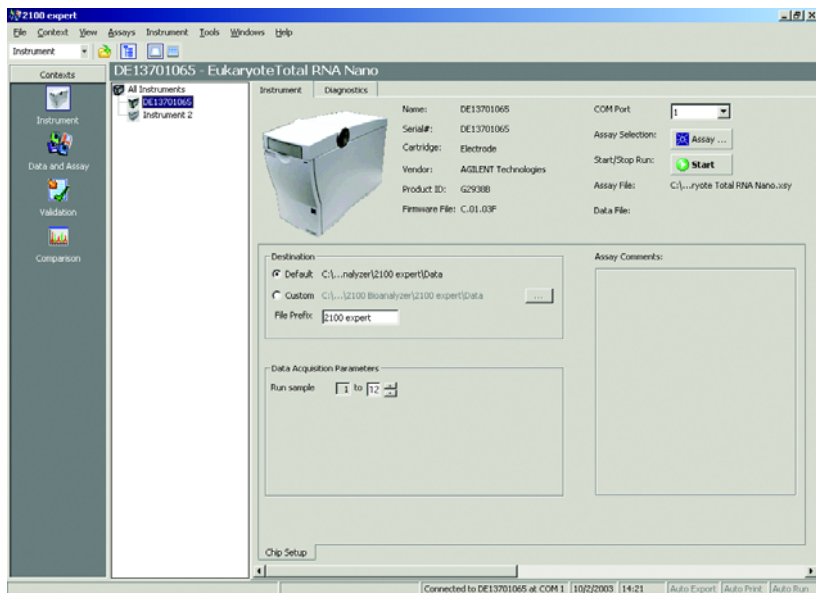 2100 expert
File Context View Assays Instrument Tools Windows Help
Instrument
Contexts
Instrument
Data and Assay
Validation
Comparison
DE13701065 - EukaryoteTotal RNA Nano
All Instruments
DE13701065
Instrument 2
Instrument Diagnostics
Name: DE13701065
Serial#: DE13701065
Cartridge: Electrode
Vendor: AGILENT Technologies
Product ID: G2938B
Firmware File: C.01.03F
COM Port 1
Assay Selection: Assay ...
Start/Stop Run: Start
Assay File: C:\...ryote Total RNA Nano.xsy
Data File:
Destination
Default C:\...nalyzer\2100 expert\Data
Custom C:\...\2100 Bioanalyzer\2100 expert\Data ...
File Prefix 2100 expert
Data Acquisition Parameters
Run sample 1 to 12
Assay Comments:
Chip Setup
Connected to DE13701065 at COM 1 10/2/2003 14:21 Auto Export Auto Print Auto Run